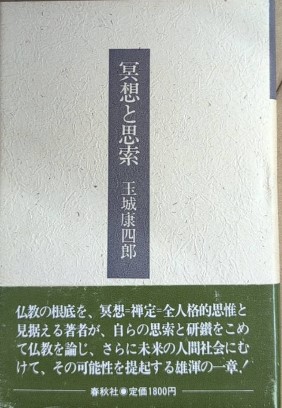 冥想と思索
玉城康四郎
仏教の根底を、冥想=禅定=全人格的思惟と
見据える著者が、自らの思索と研鑽をこめ
て仏教を論じ、さらに未来の人間社会にむ
けて、その可能性を提起する雄渾の一章!
春秋社◉定価1800円